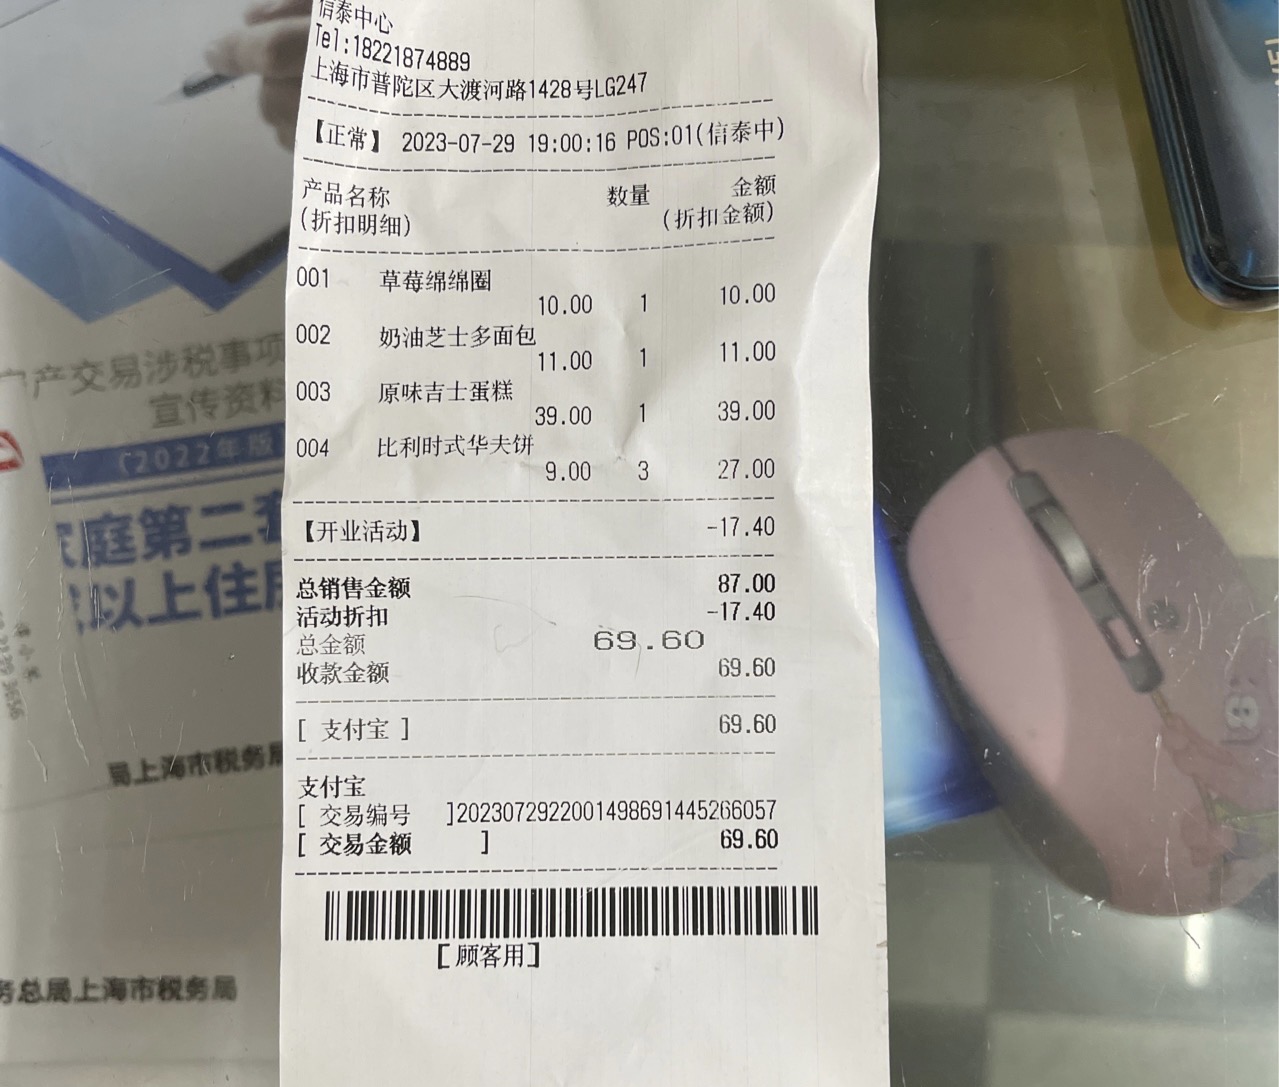 信泰中心
Tel:18221874889
上海市普陀区大渡河路1428号LG247
【正常】 2023-07-29 19:00:16 POS:01(信泰中)
产品名称 数量 金额
(折扣明细) (折扣金额)
001 草莓绵绵圈
10.00 1 10.00
002 奶油芝士多面包
11.00 1 11.00
003 原味吉士蛋糕
39.00 1 39.00
004 比利时式华夫饼
9.00 3 27.00
【开业活动】 -17.40
总销售金额 87.00
活动折扣 -17.40
总金额 69.60
收款金额 69.60
[ 支付宝 ] 69.60
支付宝
[ 交易编号 ]2023072922001498691445266057
[ 交易金额 ] 69.60
[顾客用]
产交易涉税事项
宣传资料
(2022年版
庭第二套
以上住房
局上海市税务局
务总局上海市税务局